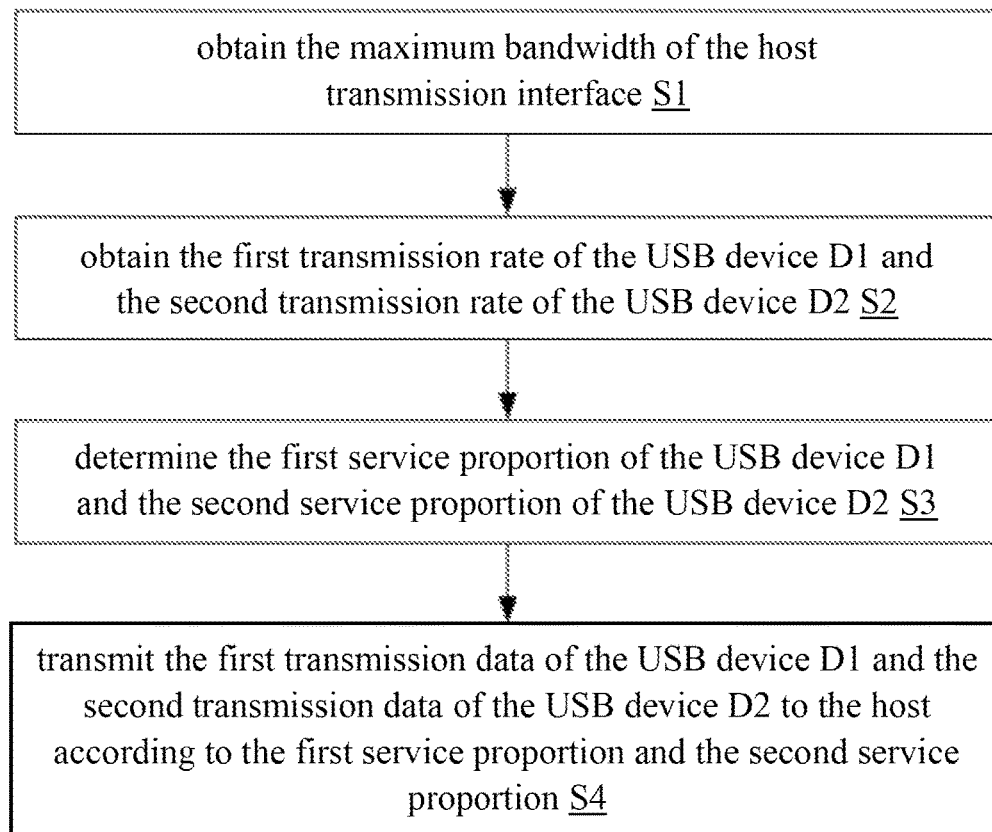 obtain the maximum bandwidth of the host
transmission interface S1
obtain the first transmission rate of the USB device D1 and
the second transmission rate of the USB device D2 S2
determine the first service proportion of the USB device D1
and the second service proportion of the USB device D2 S3
transmit the first transmission data of the USB device D1 and the
second transmission data of the USB device D2 to the host
according to the first service proportion and the second service
proportion S4